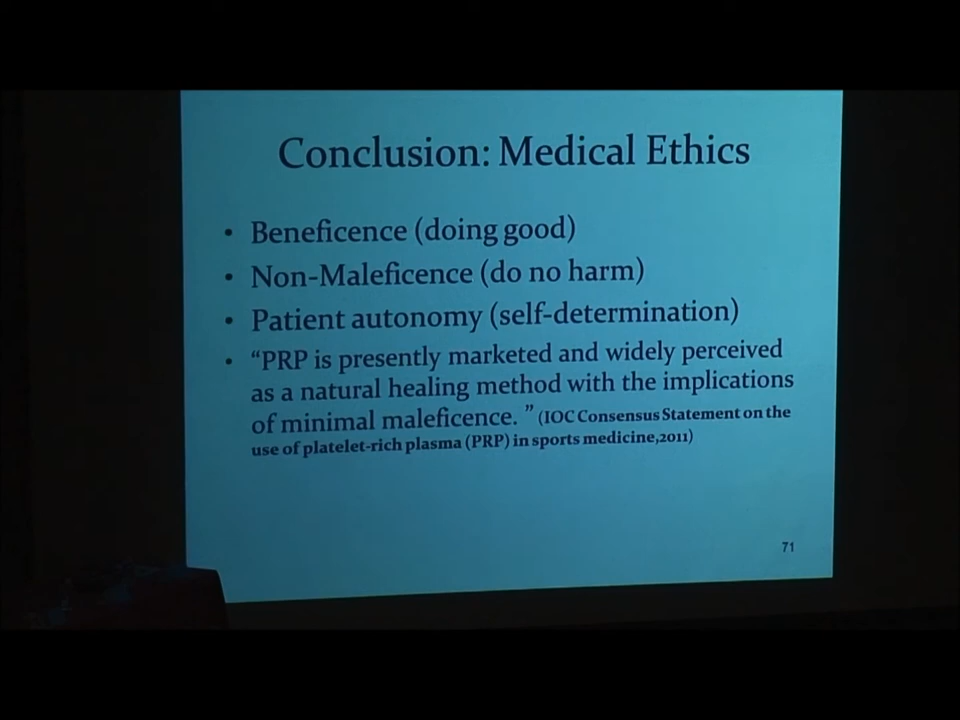 Conclusion: Medical Ethics
• Beneficence (doing good)
• Non-Maleficence (do no harm)
• Patient autonomy (self-determination)
• “PRP is presently marketed and widely perceived
as a natural healing method with the implications
of minimal maleficence. ” (IOC Consensus Statement on the
use of platelet-rich plasma (PRP) in sports medicine,2011)
71